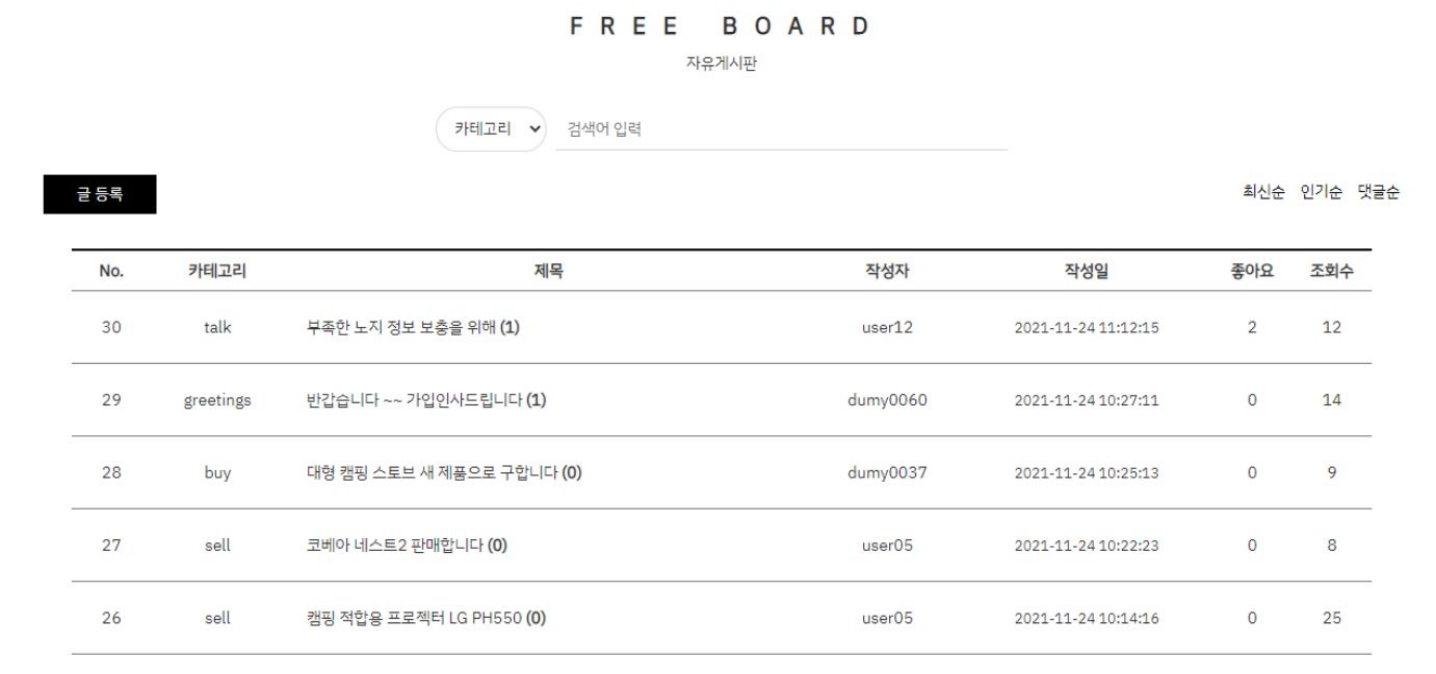 FREE BOARD
자유게시판
카테고리 검색어 입력
글 등록 최신순 인기순 댓글순
No. 카테고리 제목 작성자 작성일 좋아요 조회수
30 talk 부족한 노지 정보 보충을 위해 (1) user12 2021-11-24 11:12:15 2 12
29 greetings 반갑습니다 ~~ 가입인사드립니다 (1) dumy0060 2021-11-24 10:27:11 0 14
28 buy 대형 캠핑 스토브 새 제품으로 구합니다 (0) dumy0037 2021-11-24 10:25:13 0 9
27 sell 코베아 네스트2 판매합니다 (0) user05 2021-11-24 10:22:23 0 8
26 sell 캠핑 적합용 프로젝터 LG PH550 (0) user05 2021-11-24 10:14:16 0 25